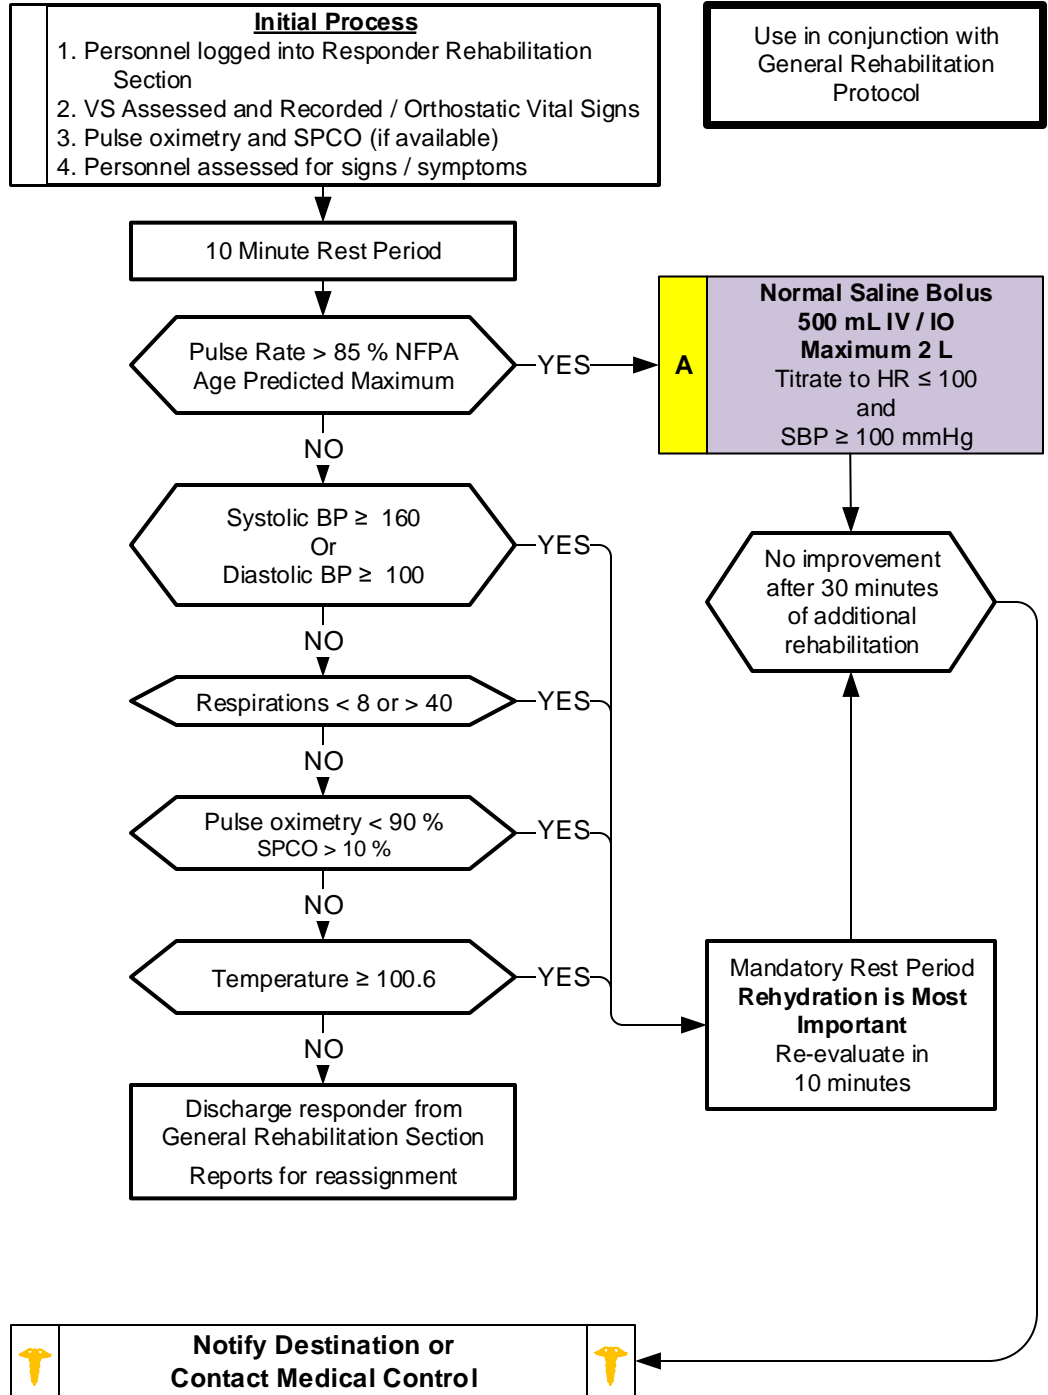 Initial Process
1. Personnel logged into Responder Rehabilitation
Section
2. VS Assessed and Recorded / Orthostatic Vital Signs
3. Pulse oximetry and SPCO (if available)
4. Personnel assessed for signs / symptoms
Use in conjunction with
General Rehabilitation
Protocol
10 Minute Rest Period
Pulse Rate > 85 % NFPA
Age Predicted Maximum
YES
A
Normal Saline Bolus
500 mL IV / IO
Maximum 2 L
Titrate to HR ≤ 100
and
SBP ≥ 100 mmHg
NO
Systolic BP ≥ 160
Or
Diastolic BP ≥ 100
YES
No improvement
after 30 minutes
of additional
rehabilitation
NO
Respirations < 8 or > 40
YES
NO
Pulse oximetry < 90 %
SPCO > 10 %
YES
NO
Temperature ≥ 100.6
YES
Mandatory Rest Period
Rehydration is Most
Important
Re-evaluate in
10 minutes
NO
Discharge responder from
General Rehabilitation Section
Reports for reassignment
Notify Destination or
Contact Medical Control